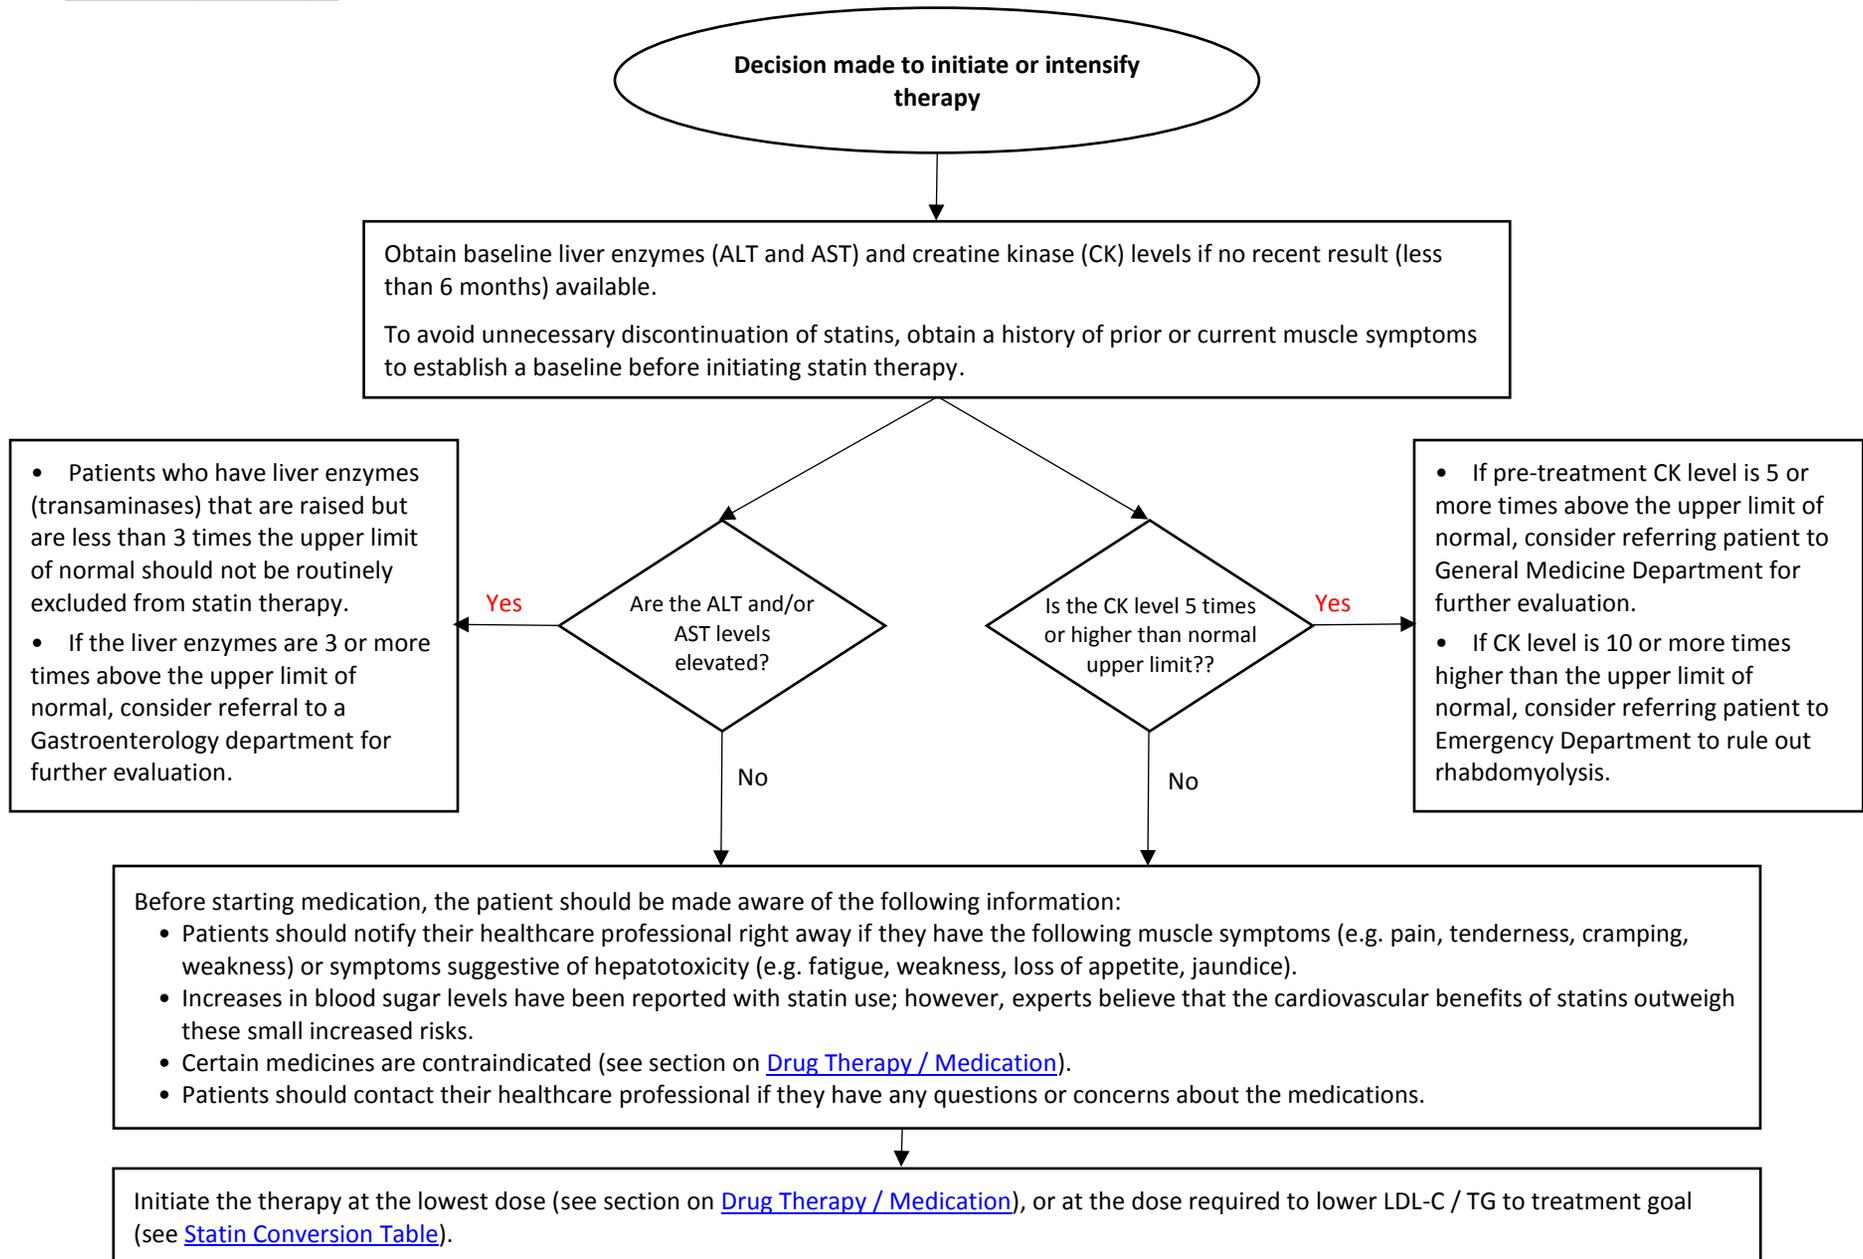 Decision made to initiate or intensify
therapy
Obtain baseline liver enzymes (ALT and AST) and creatine kinase (CK) levels if no recent result (less
than 6 months) available.
To avoid unnecessary discontinuation of statins, obtain a history of prior or current muscle symptoms
to establish a baseline before initiating statin therapy.
• Patients who have liver enzymes
(transaminases) that are raised but
are less than 3 times the upper limit
of normal should not be routinely
excluded from statin therapy.
• If the liver enzymes are 3 or more
times above the upper limit of
normal, consider referral to a
Gastroenterology department for
further evaluation.
Yes
Are the ALT and/or
AST levels
elevated?
No
Is the CK level 5 times
or higher than normal
upper limit??
Yes
No
• If pre-treatment CK level is 5 or
more times above the upper limit of
normal, consider referring patient to
General Medicine Department for
further evaluation.
• If CK level is 10 or more times
higher than the upper limit of
normal, consider referring patient to
Emergency Department to rule out
rhabdomyolysis.
Before starting medication, the patient should be made aware of the following information:
• Patients should notify their healthcare professional right away if they have the following muscle symptoms (e.g. pain, tenderness, cramping,
weakness) or symptoms suggestive of hepatotoxicity (e.g. fatigue, weakness, loss of appetite, jaundice).
• Increases in blood sugar levels have been reported with statin use; however, experts believe that the cardiovascular benefits of statins outweigh
these small increased risks.
• Certain medicines are contraindicated (see section on Drug Therapy / Medication).
• Patients should contact their healthcare professional if they have any questions or concerns about the medications.
Initiate the therapy at the lowest dose (see section on Drug Therapy / Medication), or at the dose required to lower LDL-C / TG to treatment goal
(see Statin Conversion Table).